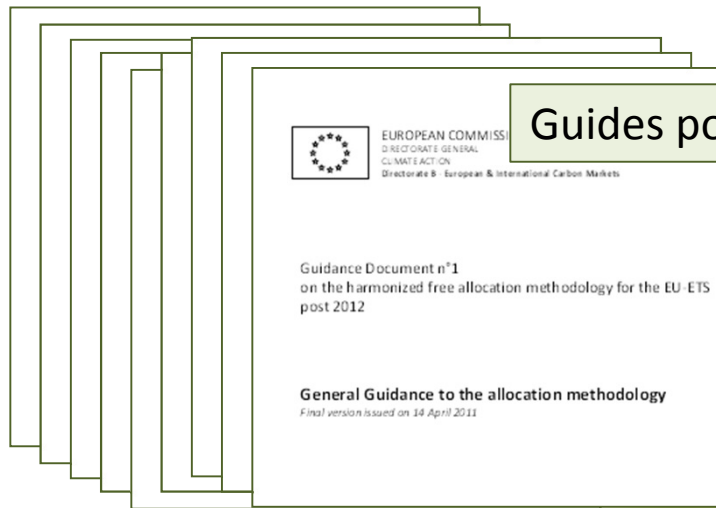 Guides
EUROPEAN
DIRECTORATE-GENERAL
CLIMATE ACTION
Directorate B - European & International Carbon Markets
Guidance Document n°1
on the harmonized free allocation methodology for the EU-ETS
post 2012
General Guidance to the allocation methodology
Final version issued on 14 April 2011